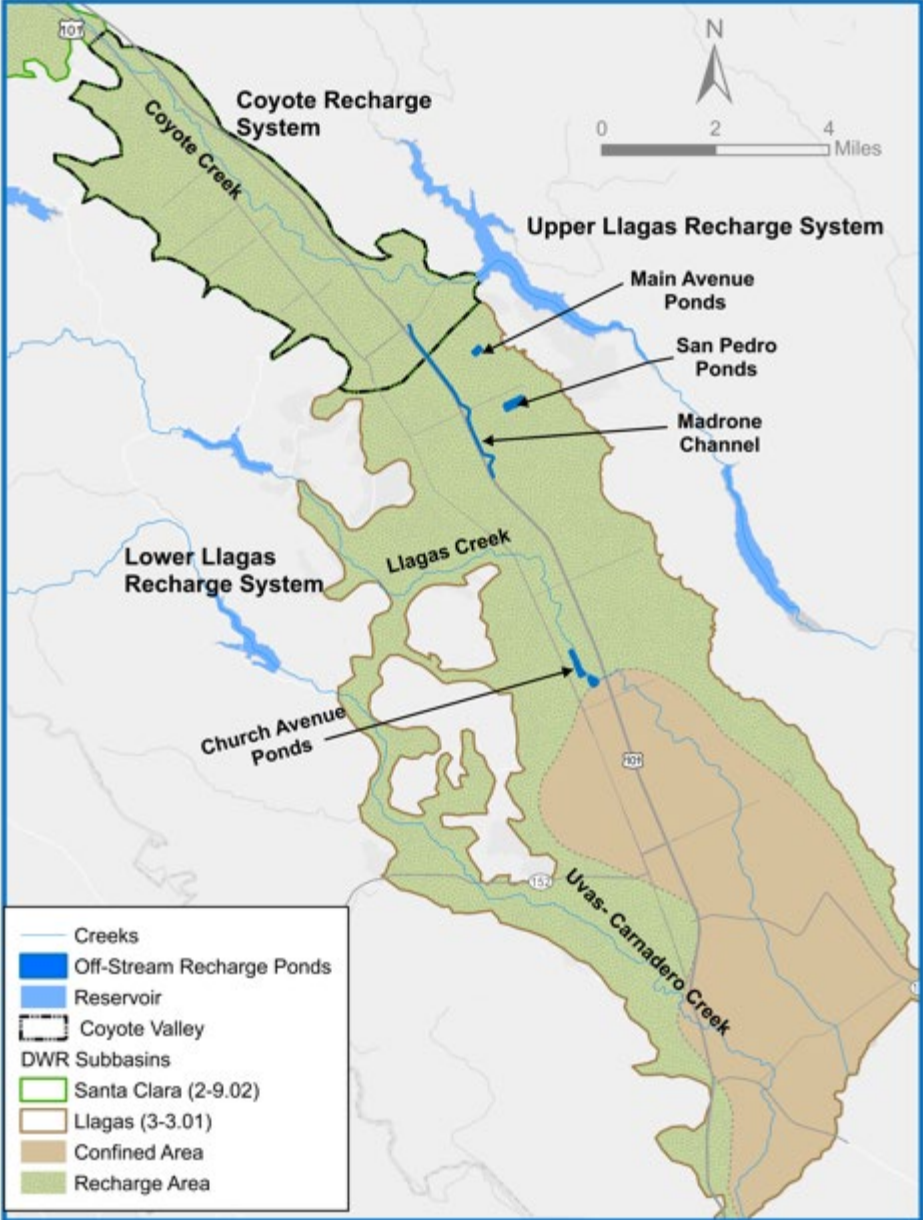 101
Coyote Recharge
System
Coyote Creek
N
0 2 4
Miles
Upper Llagas Recharge System
Main Avenue
Ponds
San Pedro
Ponds
Madrone
Channel
Llagas Creek
Lower Llagas
Recharge System
Church Avenue
Ponds
101
152
Uvas- Carnadero Creek
Creeks
Off-Stream Recharge Ponds
Reservoir
Coyote Valley
DWR Subbasins
Santa Clara (2-9.02)
Llagas (3-3.01)
Confined Area
Recharge Area